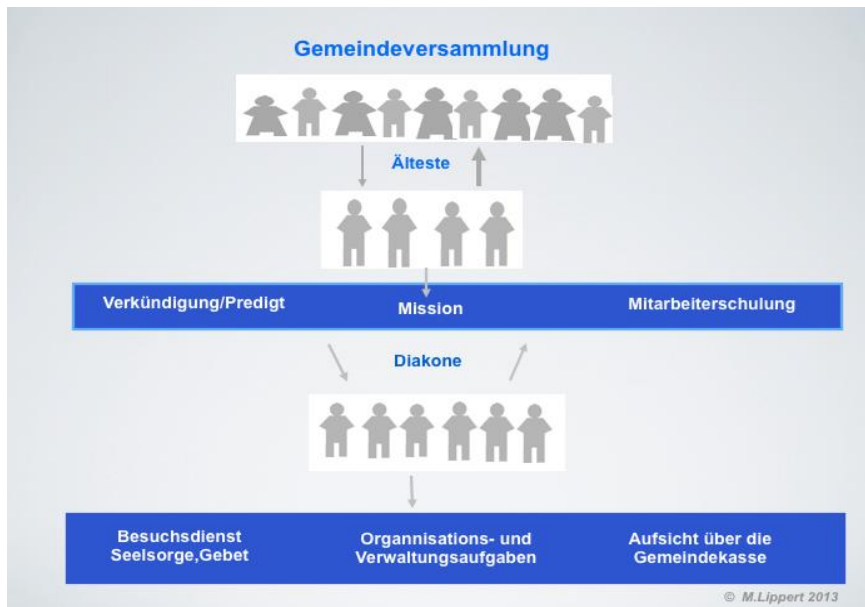 Gemeindeversammlung
Älteste
Verkündigung/Predigt
Mission
Mitarbeiterschulung
Diakone
Besuchsdienst
Seelsorge,Gebet
Organnisations- und
Verwaltungsaufgaben
Aufsicht über die
Gemeindekasse
© M.Lippert 2013